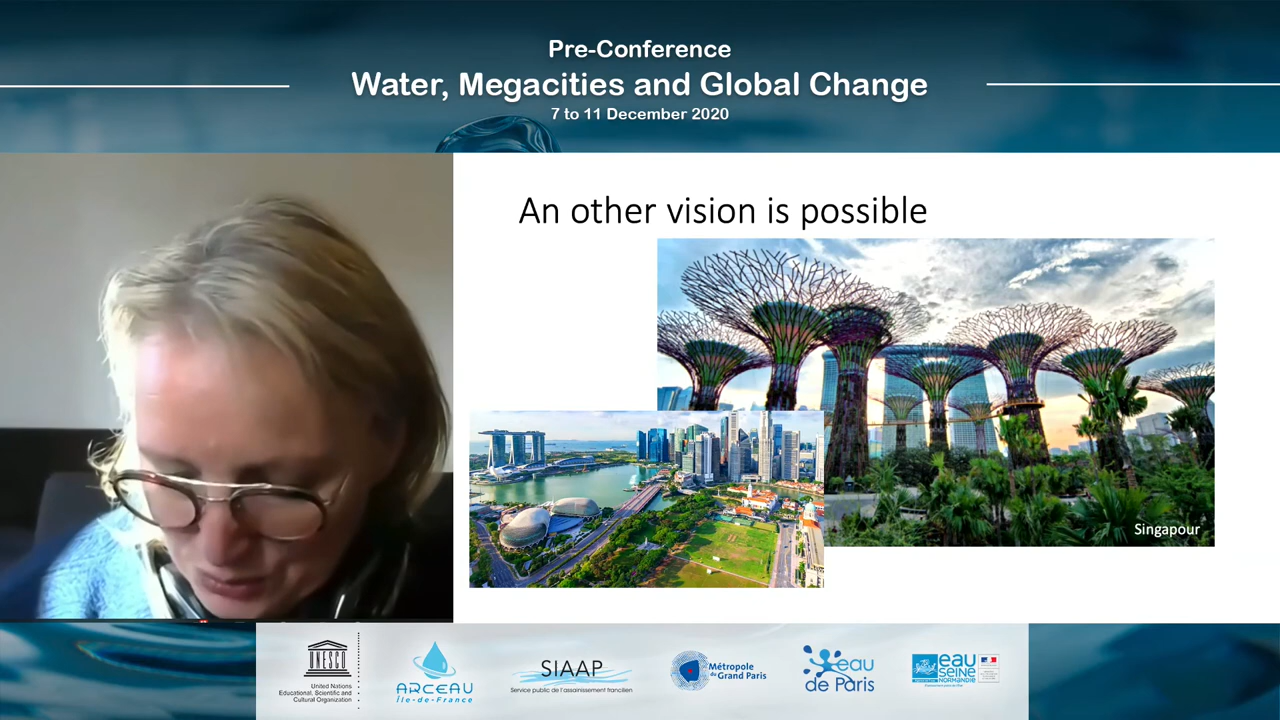 Pre-Conference
Water, Megacities and Global Change
7 to 11 December 2020
An other vision is possible
Singapour
UNESCO
United Nations
Educational, Scientific and
Cultural Organization
ARCEAU
Île-de-France
SIAAP
Service public de l'assainissement francilien
Métropole
du Grand Paris
eau
de Paris
eau
SEINE
NORMANDIE